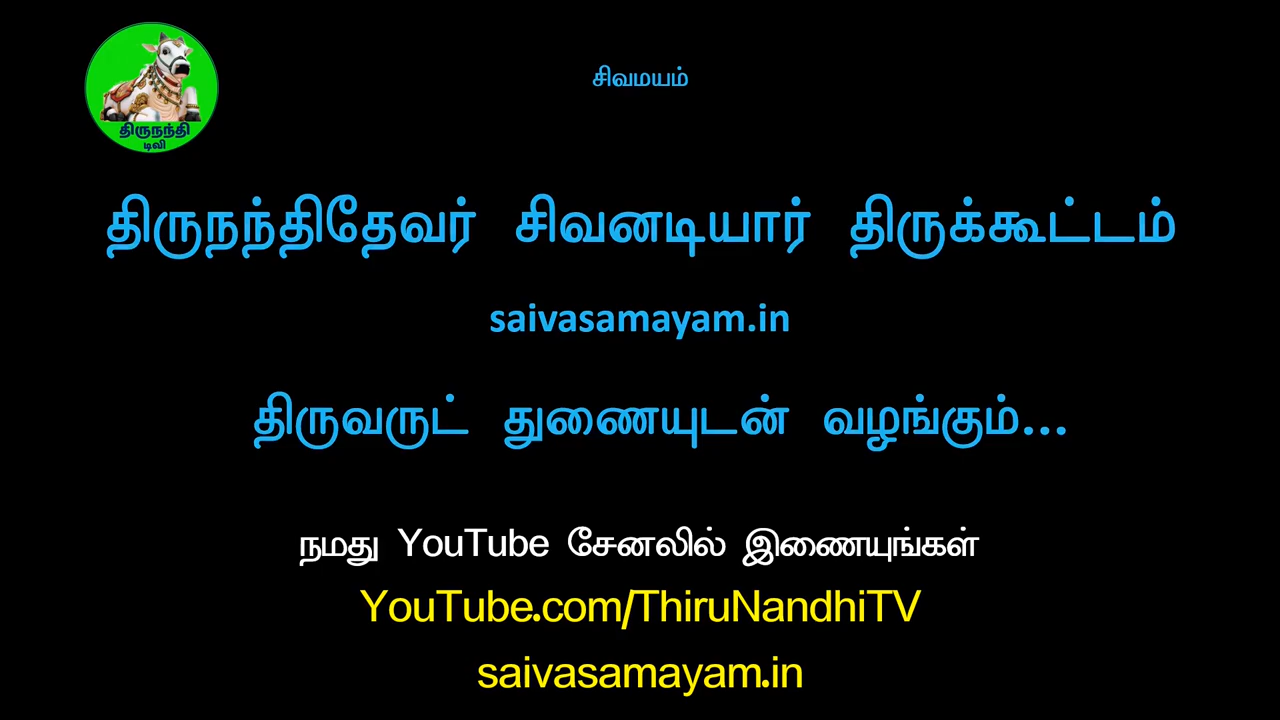 திருநந்தி
டிவி
சிவமயம்
திருநந்திதேவர் சிவனடியார் திருக்கூட்டம்
saivasamayam.in
திருவருட் துணையுடன் வழங்கும்...
நமது YouTube சேனலில் இணையுங்கள்
YouTube.com/ThiruNandhiTV
saivasamayam.in